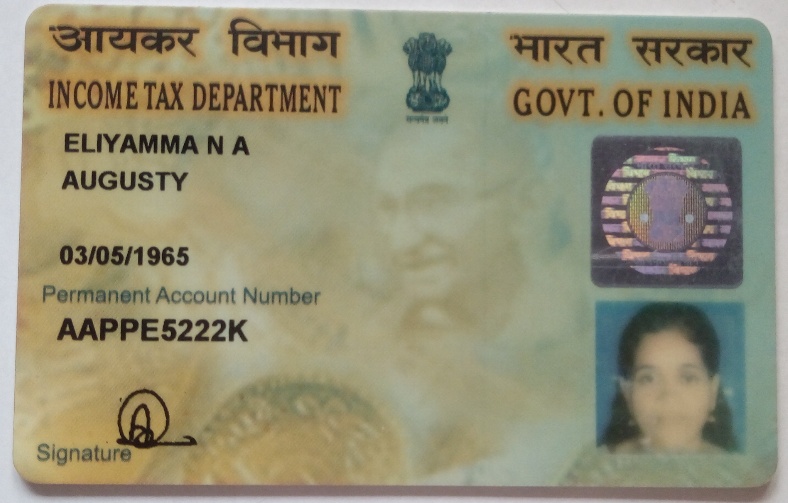 आयकर विभाग
भारत सरकार
INCOME TAX DEPARTMENT
GOVT. OF INDIA
सत्यमेव जयते
ELIYAMMA N A
AUGUSTY
03/05/1965
Permanent Account Number
AAPPE5222K
Signature